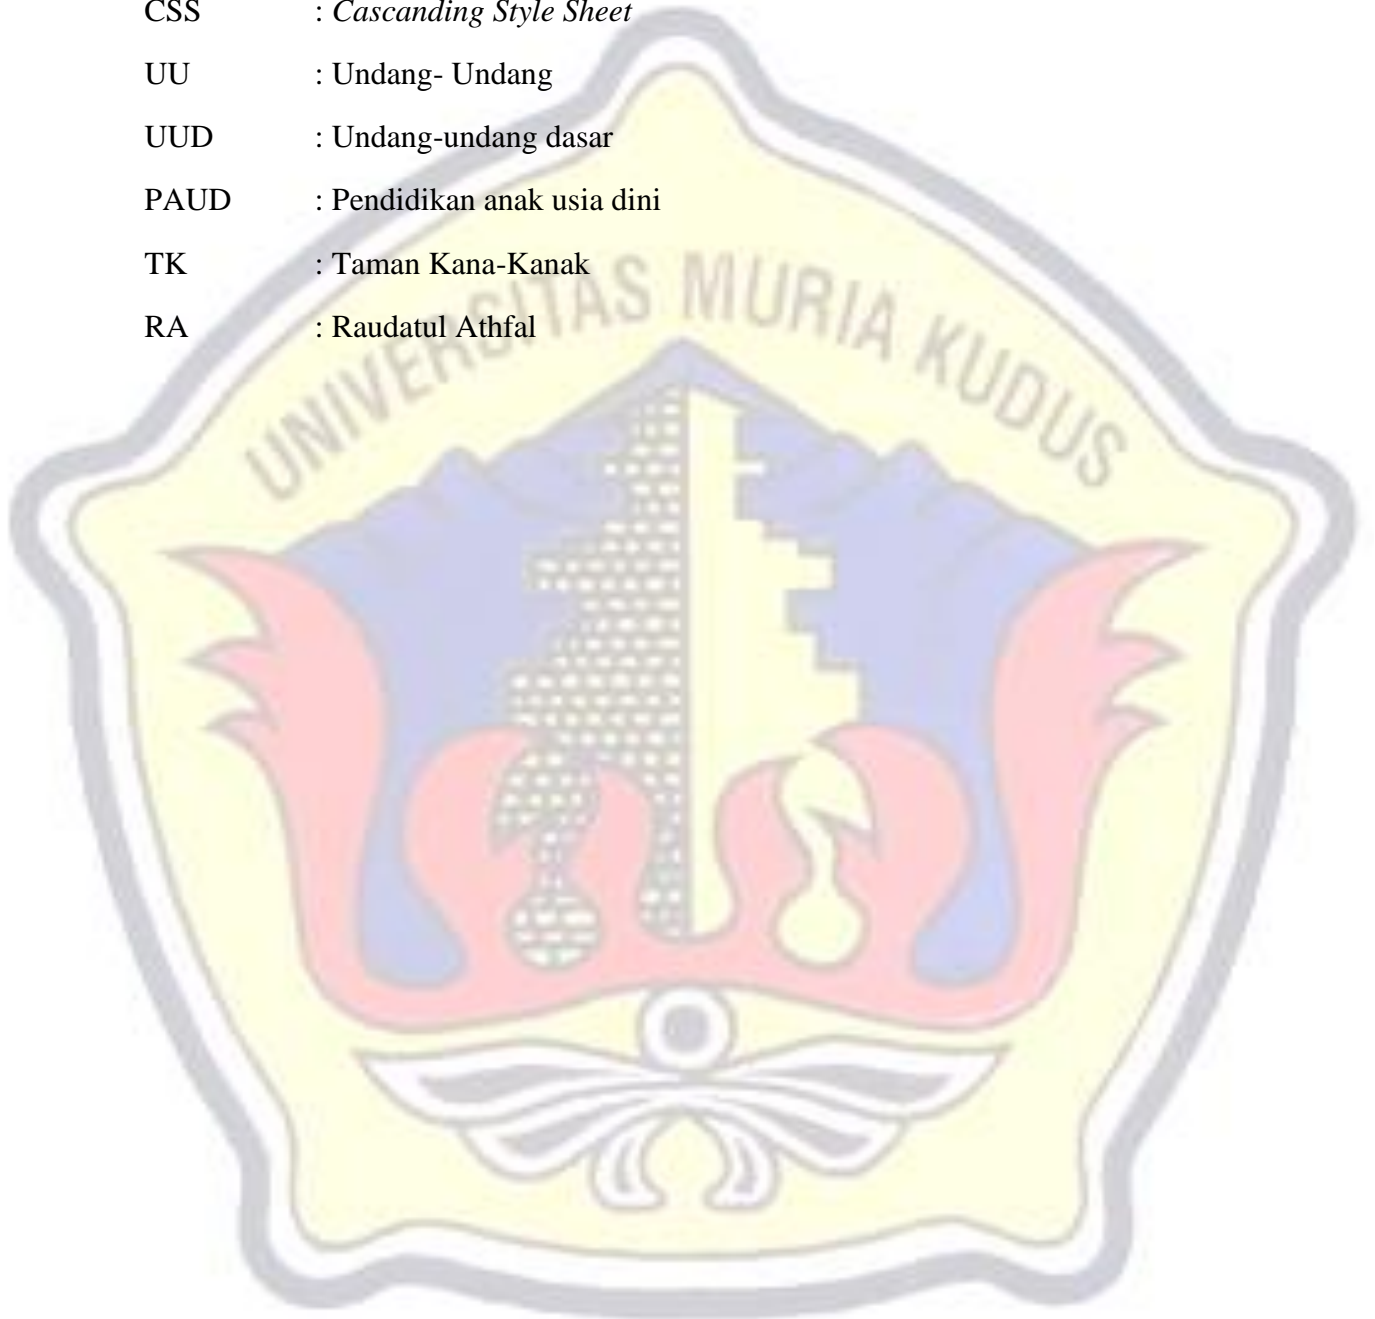 CSS : Cascanding Style Sheet
UU : Undang- Undang
UUD : Undang-undang dasar
PAUD : Pendidikan anak usia dini
TK : Taman Kana-Kanak
RA : Raudatul Athfal
UNIVERSITAS MURIA KUDUS